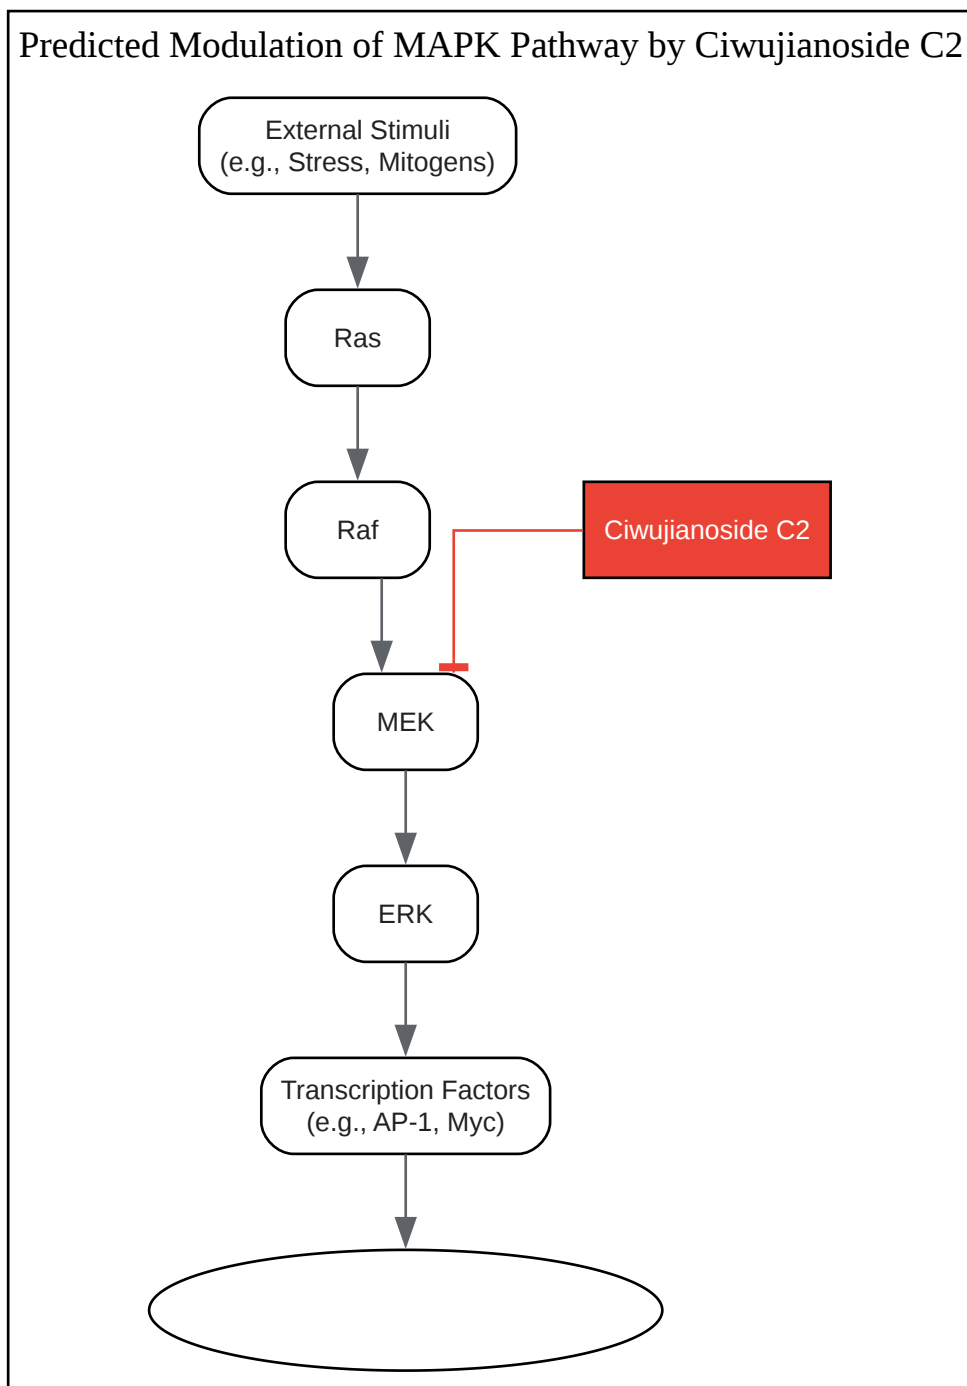 Predicted Modulation of MAPK Pathway by Ciwujianoside C2
External Stimuli
(e.g., Stress, Mitogens)
Ras
Raf
Ciwujianoside C2
MEK
ERK
Transcription Factors
(e.g., AP-1, Myc)